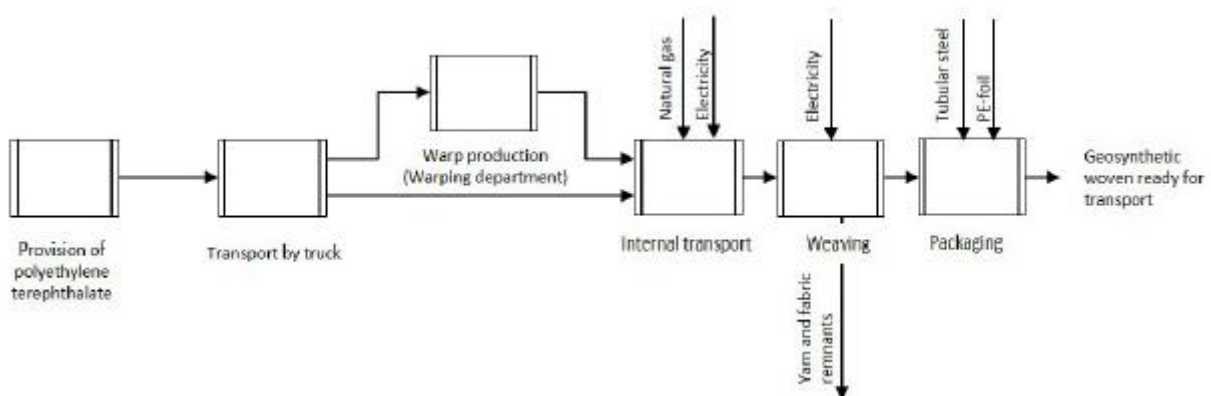 Natural gas
Electricity
Electricity
Tubular steel
PE-foil
Warp production
(Warping department)
Geosynthetic
woven ready for
transport
Provision of
polyethylene
terephthalate
Transport by truck
Internal transport
Weaving
Packaging
Yarn and fabric
remnants